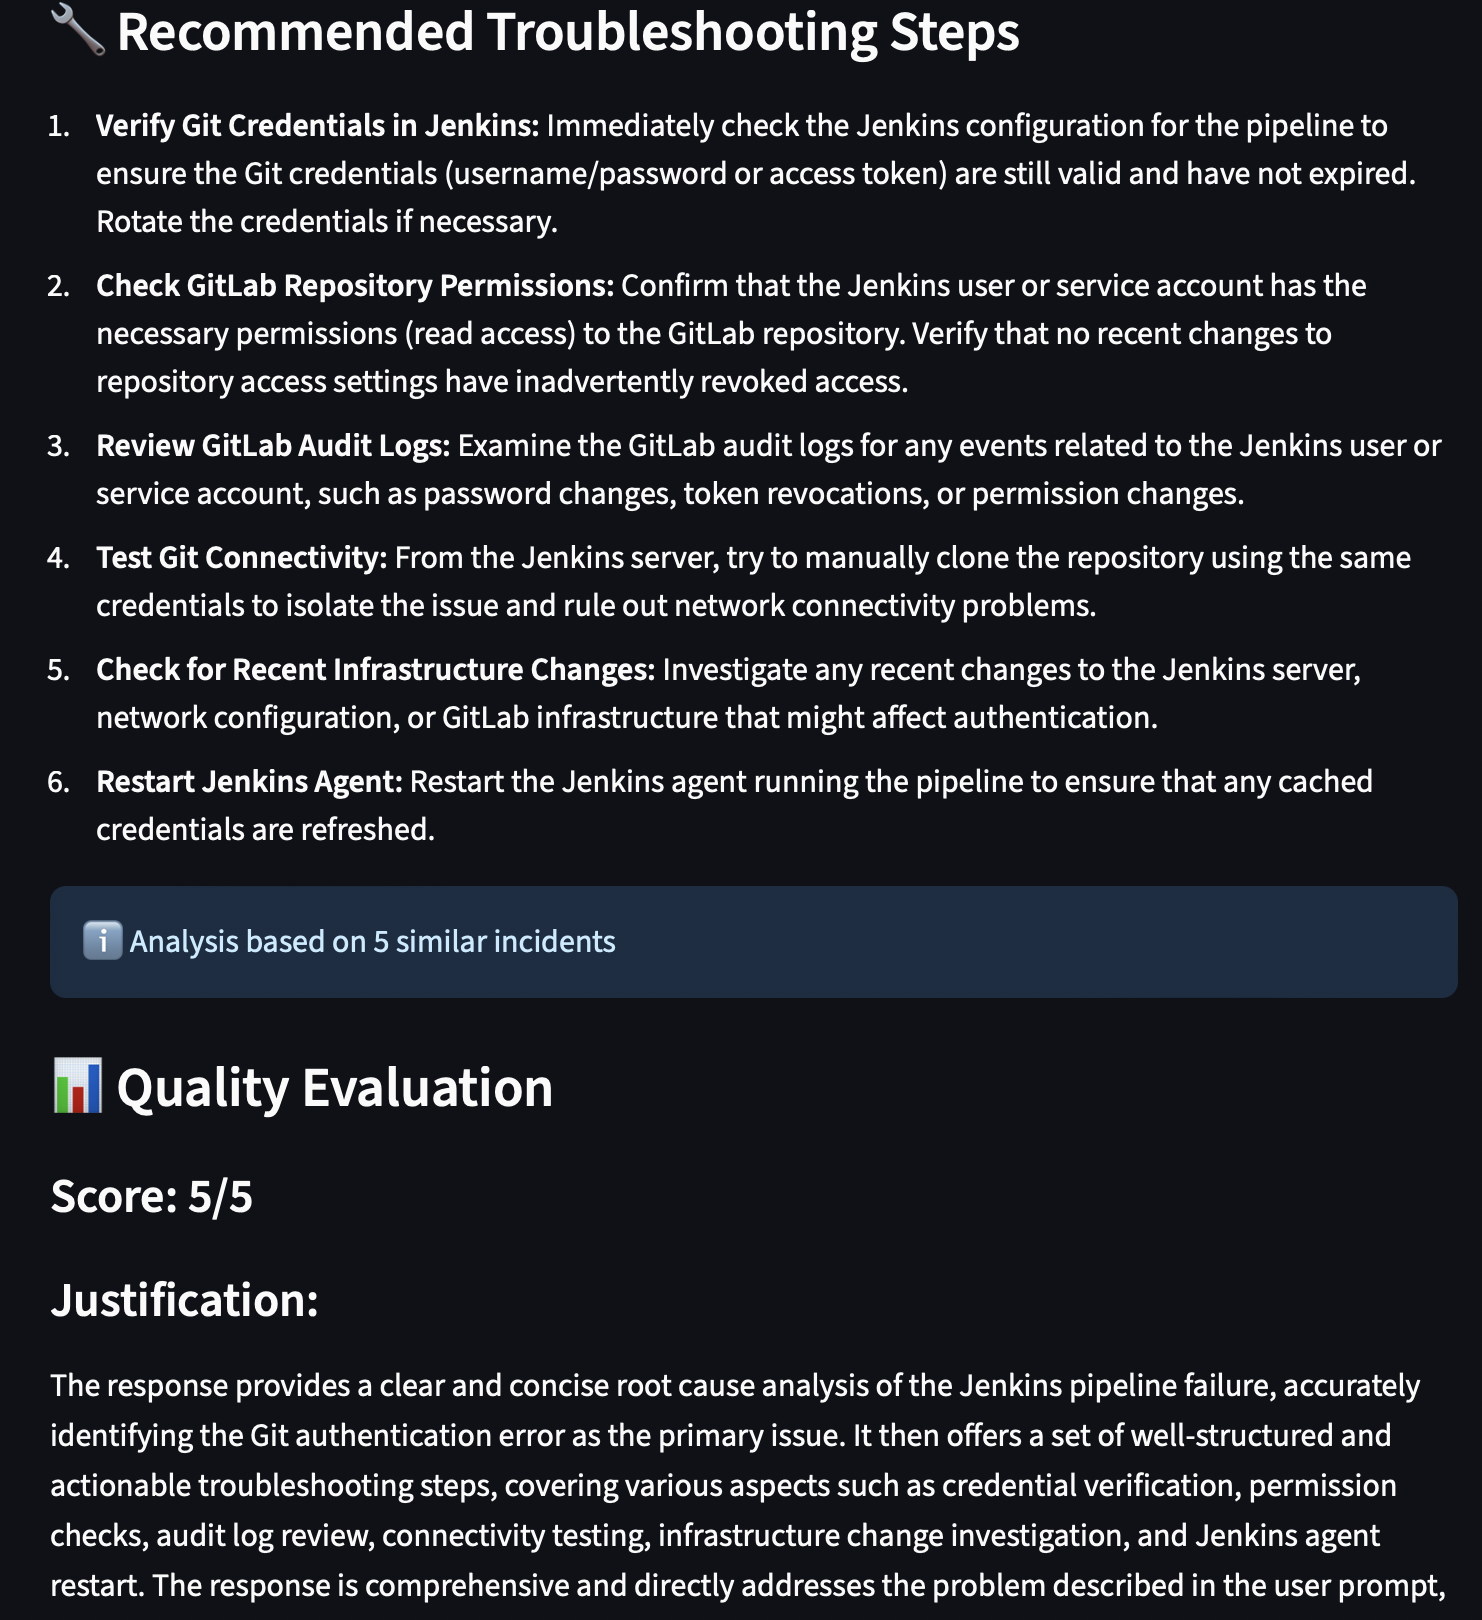 Recommended Troubleshooting Steps
1. Verify Git Credentials in Jenkins: Immediately check the Jenkins configuration for the pipeline to
ensure the Git credentials (username/password or access token) are still valid and have not expired.
Rotate the credentials if necessary.
2. Check GitLab Repository Permissions: Confirm that the Jenkins user or service account has the
necessary permissions (read access) to the GitLab repository. Verify that no recent changes to
repository access settings have inadvertently revoked access.
3. Review GitLab Audit Logs: Examine the GitLab audit logs for any events related to the Jenkins user or
service account, such as password changes, token revocations, or permission changes.
4. Test Git Connectivity: From the Jenkins server, try to manually clone the repository using the same
credentials to isolate the issue and rule out network connectivity problems.
5. Check for Recent Infrastructure Changes: Investigate any recent changes to the Jenkins server,
network configuration, or GitLab infrastructure that might affect authentication.
6. Restart Jenkins Agent: Restart the Jenkins agent running the pipeline to ensure that any cached
credentials are refreshed.
ℹ️ Analysis based on 5 similar incidents
Quality Evaluation
Score: 5/5
Justification:
The response provides a clear and concise root cause analysis of the Jenkins pipeline failure, accurately
identifying the Git authentication error as the primary issue. It then offers a set of well-structured and
actionable troubleshooting steps, covering various aspects such as credential verification, permission
checks, audit log review, connectivity testing, infrastructure change investigation, and Jenkins agent
restart. The response is comprehensive and directly addresses the problem described in the user prompt,